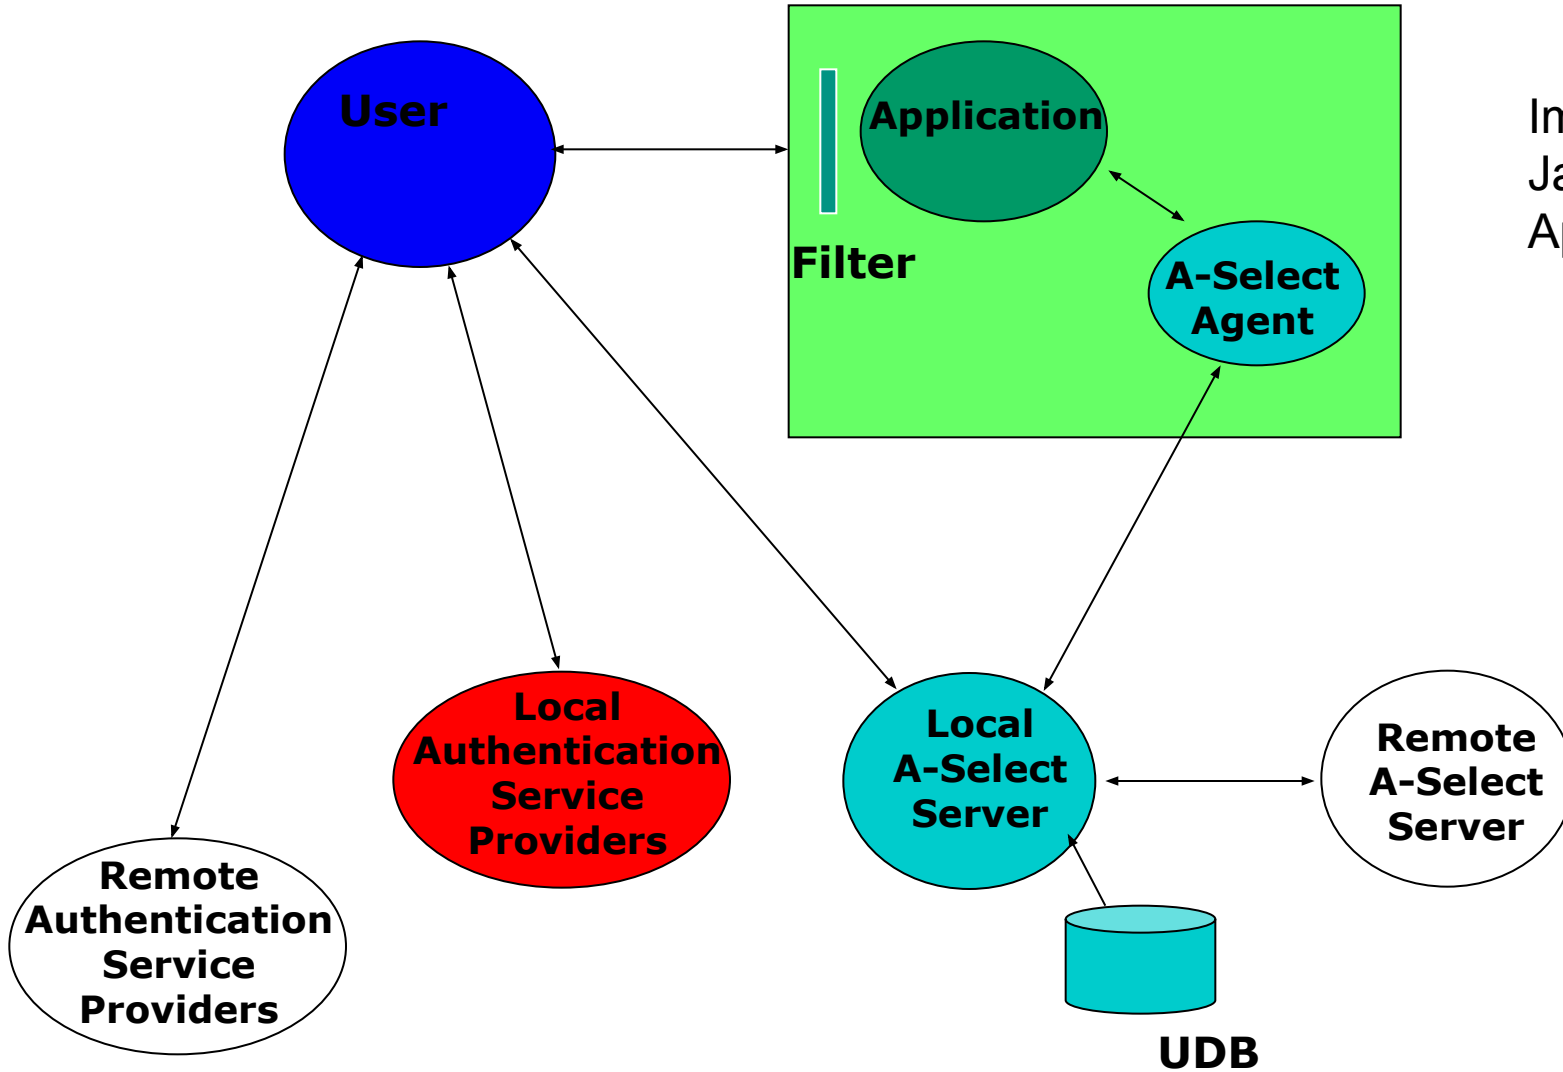 User
Application
Filter
A-Select
Agent
Local
Authentication
Service
Providers
Local
A-Select
Server
Remote
A-Select
Server
Remote
Authentication
Service
Providers
UDB